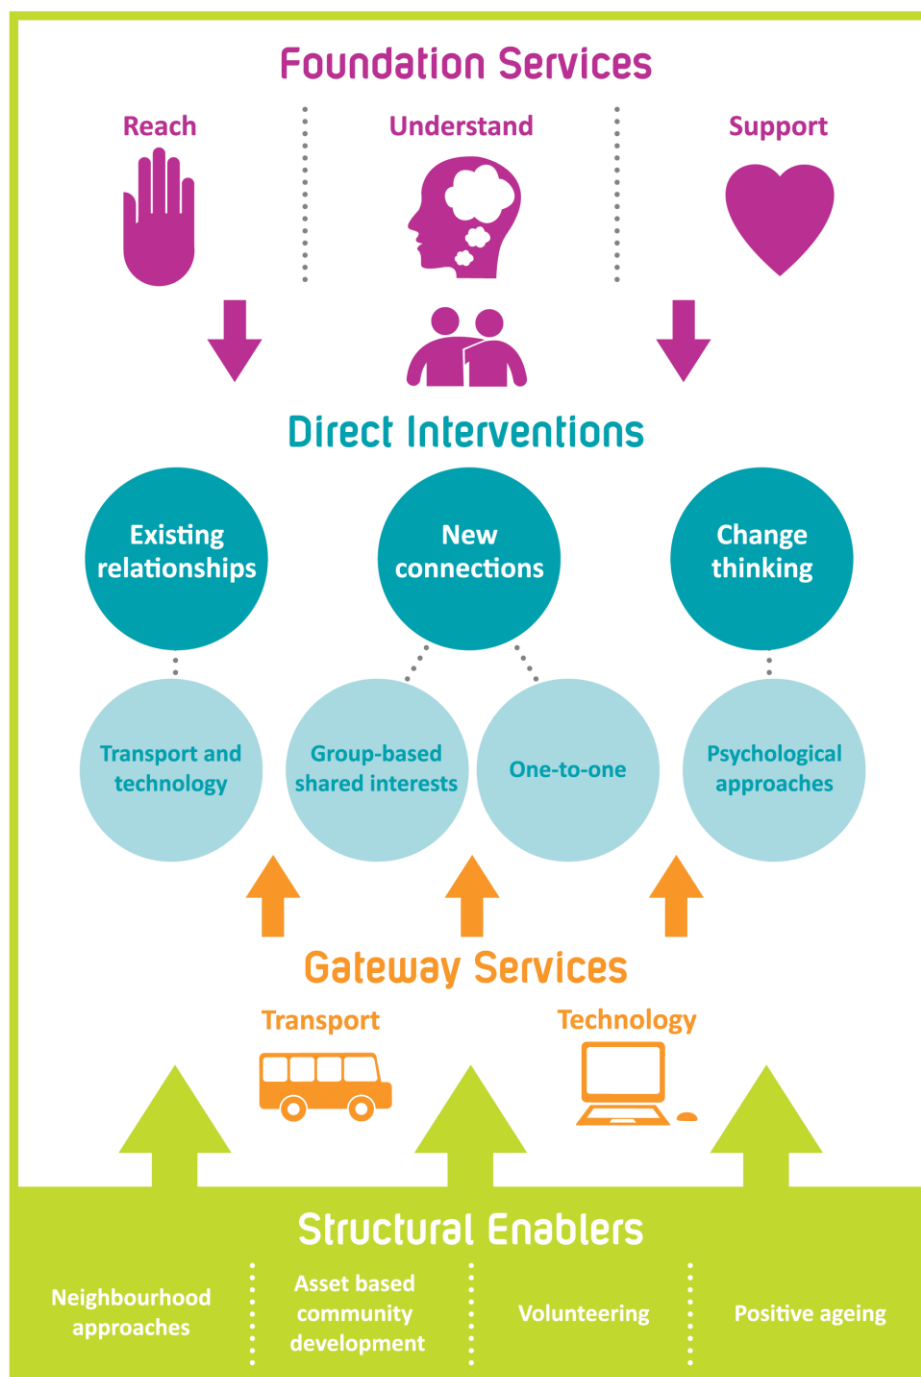 Foundation Services
Reach
Understand
Support
Direct Interventions
Existing
relationships
New
connections
Change
thinking
Transport and
technology
Group-based
shared interests
One-to-one
Psychological
approaches
Gateway Services
Transport
Technology
Structural Enablers
Neighbourhood
approaches
Asset based
community
development
Volunteering
Positive ageing